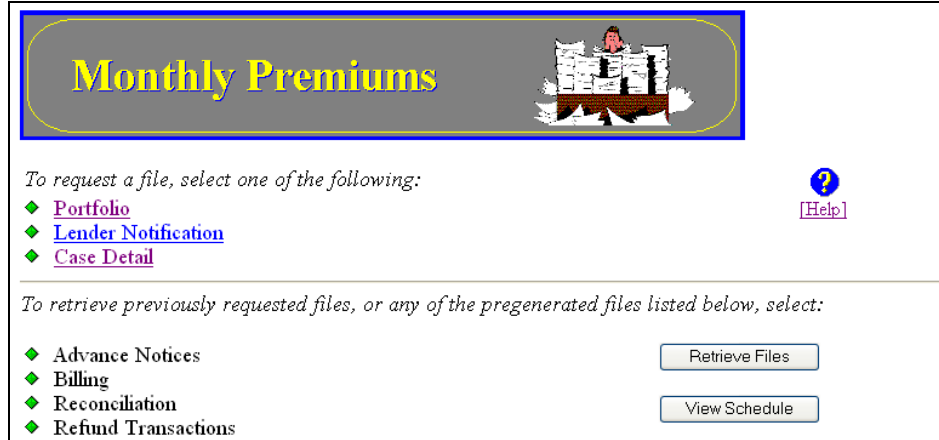 Monthly Premiums
To request a file, select one of the following:
?
[Help]
Portfolio
Lender Notification
Case Detail
To retrieve previously requested files, or any of the pregenerated files listed below, select:
Advance Notices
Billing
Reconciliation
Refund Transactions
Retrieve Files
View Schedule